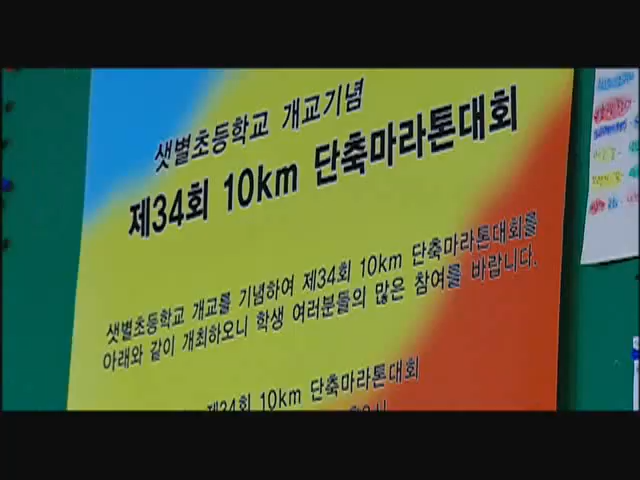 샛별초등학교 개교기념
제34회 10km 단축마라톤대회
샛별초등학교 개교를 기념하여 제34회 10km 단축마라톤대회를
아래와 같이 개최하오니 학생 여러분들의 많은 참여를 바랍니다.
제34회 10km 단축마라톤대회